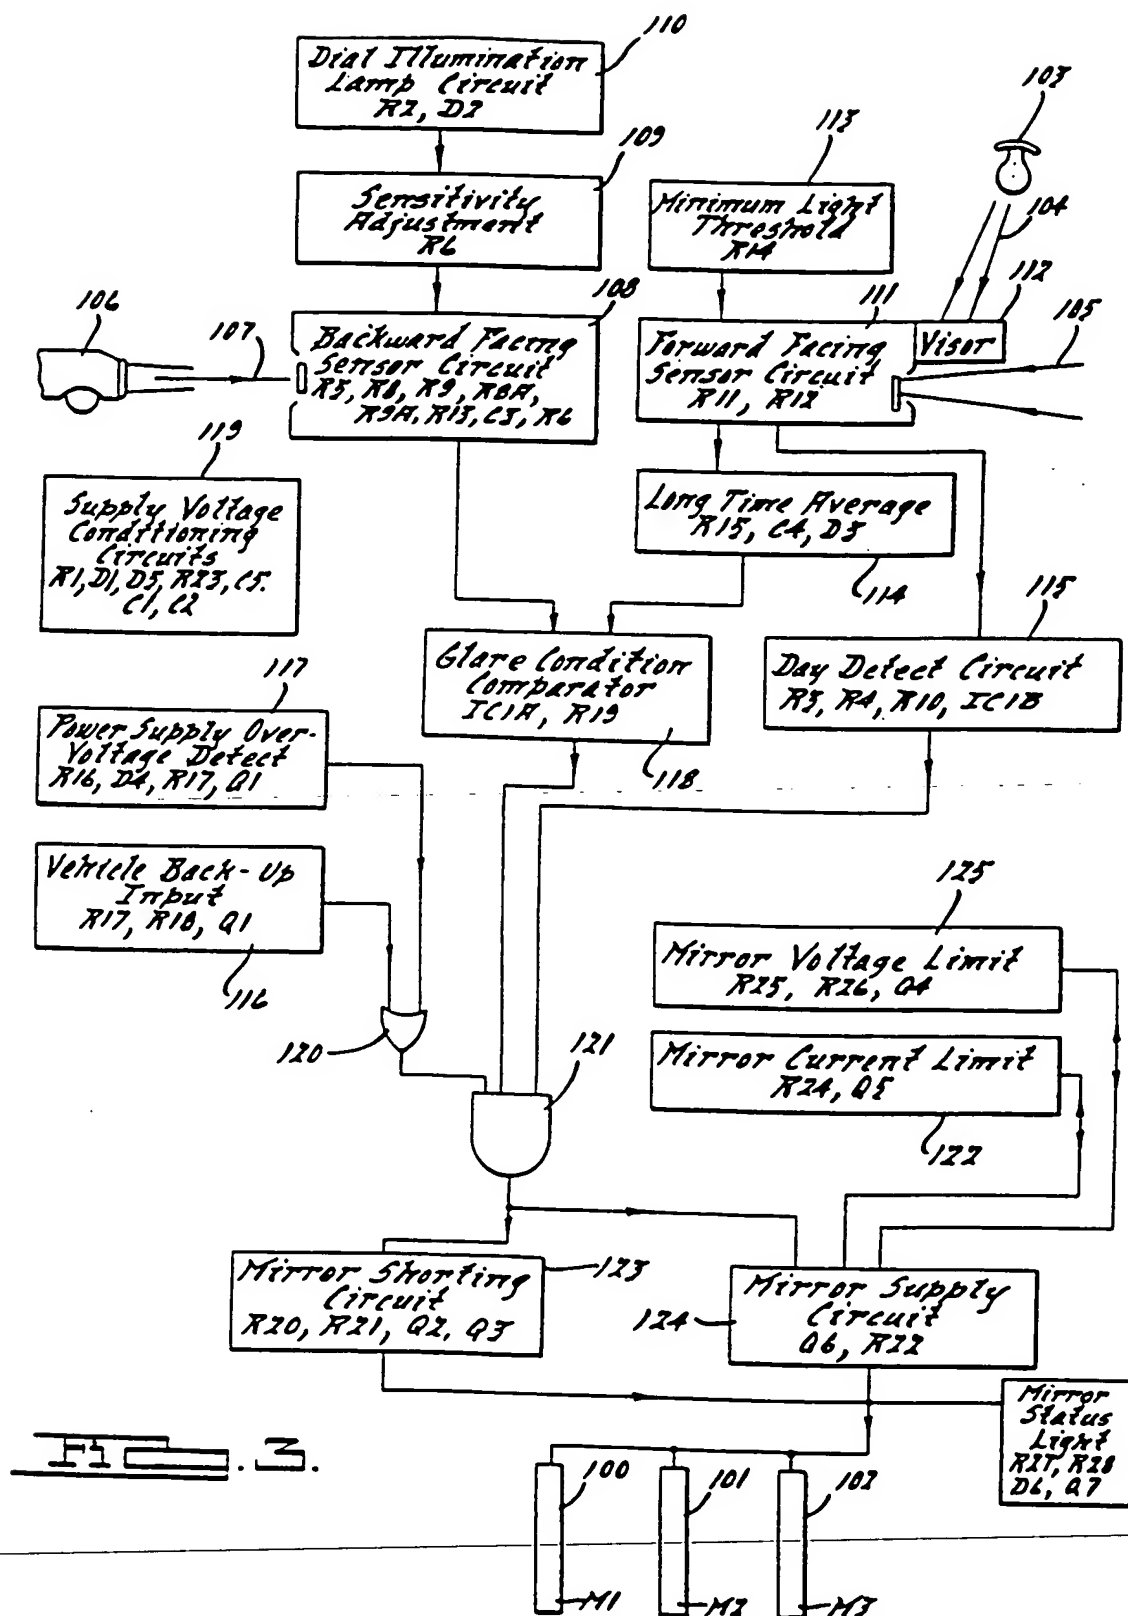 110
Dial Illumination
Lamp Circuit
R2, D2
109
Sensitivity
Adjustment
R6
113
Minimum Light
Threshold
R14
103
104
112
Visor
105
106
107
108
Backward Facing
Sensor Circuit
R5, R8, R9, R8A,
R9A, R13, C3, R6
111
Forward Facing
Sensor Circuit
R11, R12
119
Supply Voltage
Conditioning
Circuits
R1, D1, D5, R23, C5.
C1, C2
Long Time Average
R15, C4, D3
114
115
Day Detect Circuit
R3, R4, R10, IC1B
Glare Condition
Comparator
IC1A, R19
118
117
Power Supply Over-
Voltage Detect
R16, D4, R17, Q1
Vehicle Back-Up
Input
R17, R18, Q1
116
120
121
125
Mirror Voltage Limit
R25, R26, Q4
Mirror Current Limit
R24, Q5
122
Mirror Shorting
Circuit
R20, R21, Q2, Q3
123
Mirror Supply
Circuit
Q6, R22
124
Mirror
Status
Light
R27, R28
D6, Q7
FIG. 3.
100
101
102
M1
M2
M3